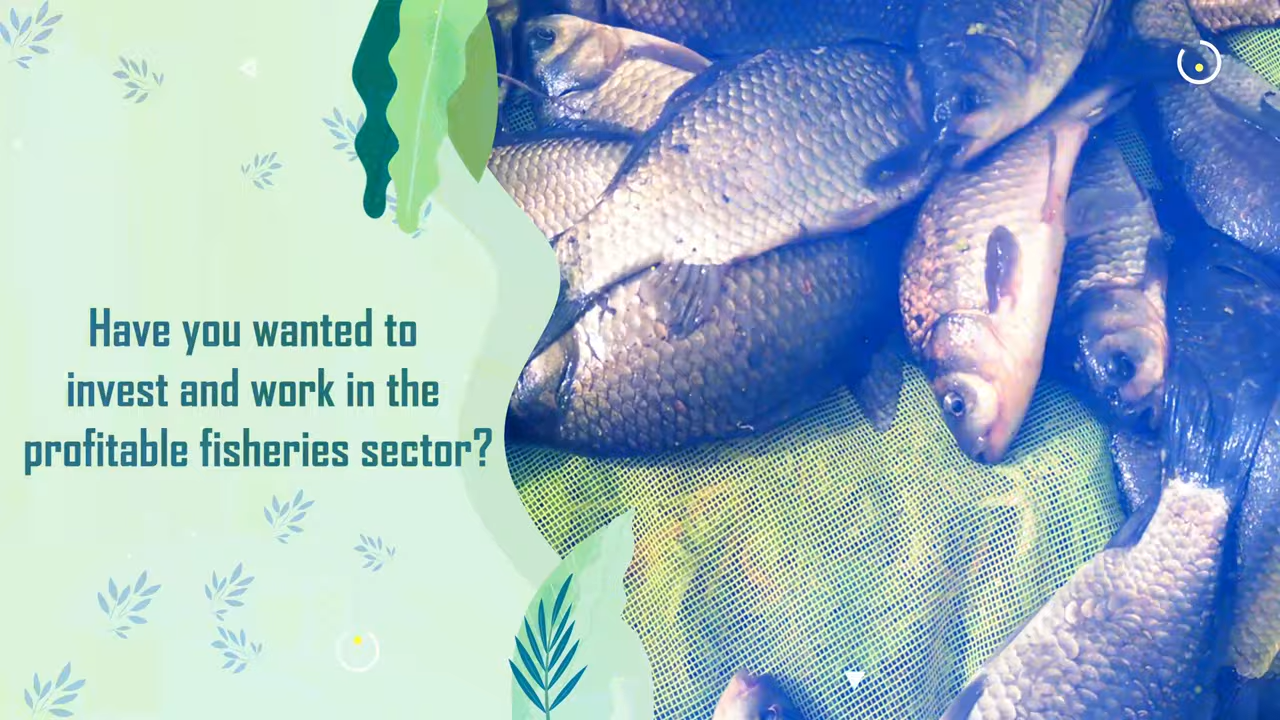 Have you wanted to
invest and work in the
profitable fisheries sector?